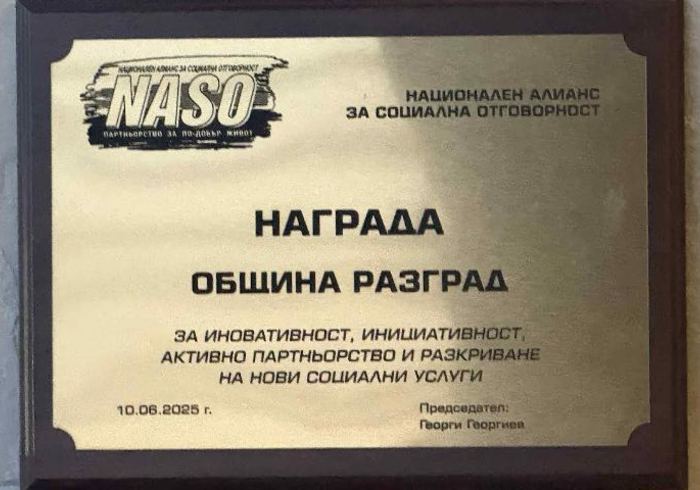 НАЦИОНАЛЕН АЛИАНС ЗА СОЦИАЛНА ОТГОВОРНОСТ
NASO
ПАРТНЬОРСТВО ЗА ПО-ДОБЪР ЖИВОТ
НАЦИОНАЛЕН АЛИАНС
ЗА СОЦИАЛНА ОТГОВОРНОСТ
НАГРАДА
ОБЩИНА РАЗГРАД
ЗА ИНОВАТИВНОСТ, ИНИЦИАТИВНОСТ,
АКТИВНО ПАРТНЬОРСТВО И РАЗКРИВАНЕ
НА НОВИ СОЦИАЛНИ УСЛУГИ
10.06.2025 г.
Председател:
Георги Георгиев